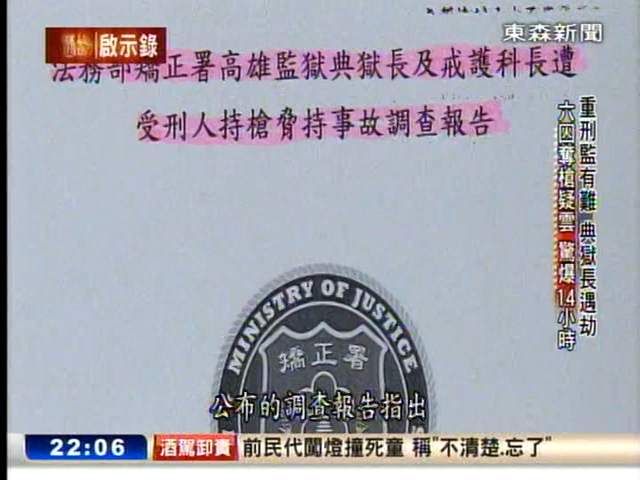 啟示錄
東森新聞
法務部矯正署高雄監獄典獄長及戒護科長遭
受刑人持槍脅持事故調查報告
重刑監有難 典獄長遇劫
六囚奪槍疑雲 驚爆14小時
MINISTRY OF JUSTICE
矯正署
公布的調查報告指出
22:06
酒駕卸責
前民代闖燈撞死童 稱"不清楚.忘了"